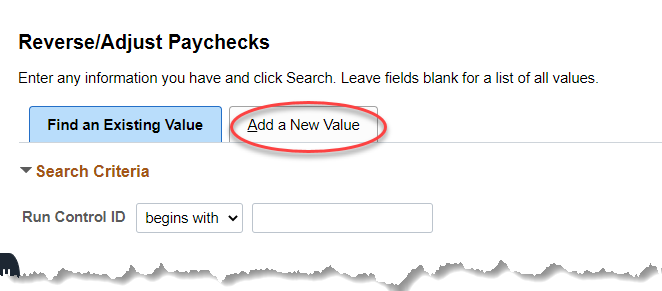 Reverse/Adjust Paychecks
Enter any information you have and click Search. Leave fields blank for a list of all values.
Find an Existing Value Add a New Value
Search Criteria
Run Control ID begins with
H